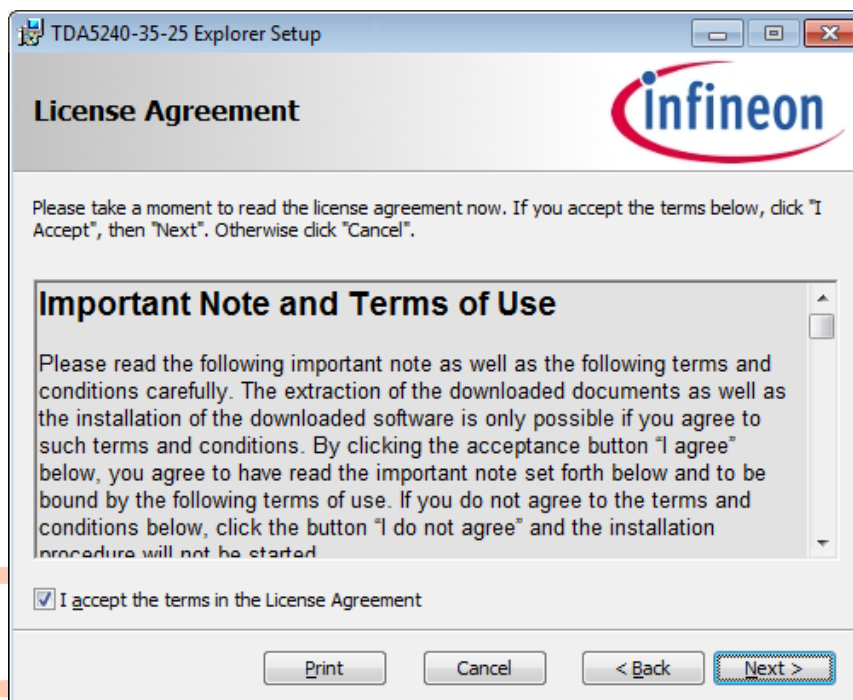 TDA5240-35-25 Explorer Setup
License Agreement
infineon
Please take a moment to read the license agreement now. If you accept the terms below, click "I
Accept", then "Next". Otherwise click "Cancel".
Important Note and Terms of Use
Please read the following important note as well as the following terms and
conditions carefully. The extraction of the downloaded documents as well as
the installation of the downloaded software is only possible if you agree to
such terms and conditions. By clicking the acceptance button “I agree”
below, you agree to have read the important note set forth below and to be
bound by the following terms of use. If you do not agree to the terms and
conditions below, click the button “I do not agree” and the installation
procedure will not be started
I accept the terms in the License Agreement
Print Cancel < Back Next >